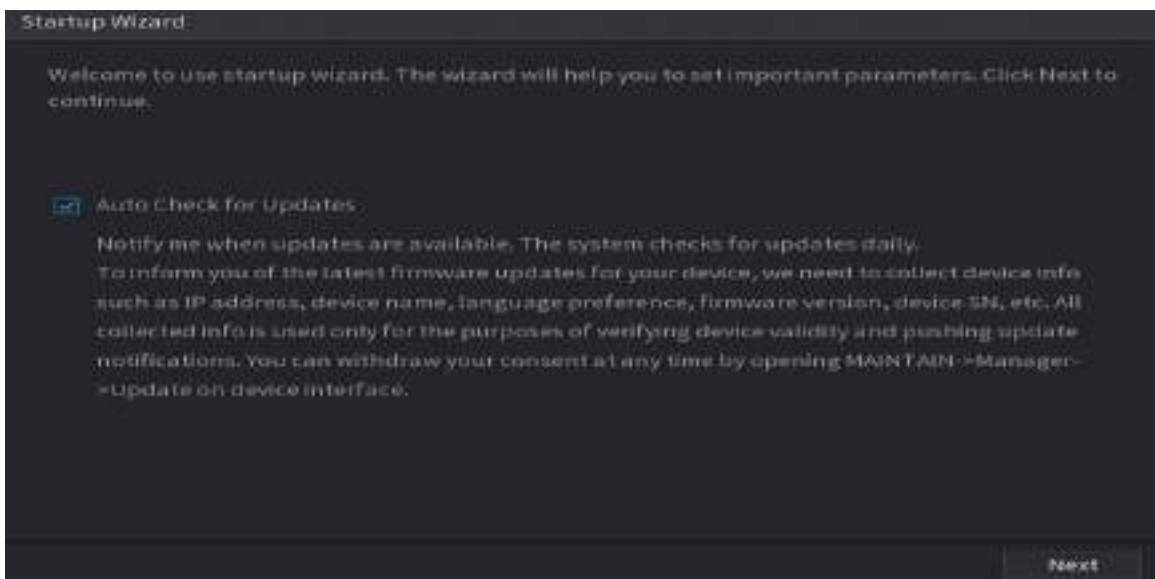 Startup Wizard
Welcome to use startup wizard. The wizard will help you to set important parameters. Click Next to
continue.
Auto Check for Updates
Notify me when updates are available. The system checks for updates daily.
To inform you of the latest firmware updates for your device, we need to collect device info
such as IP address, device name, language preference, firmware version, device SN, etc. All
collected info is used only for the purposes of verifying device validity and pushing update
notifications. You can withdraw your consent at any time by opening MAINTAIN->Manager-
>Update on device interface.
Next